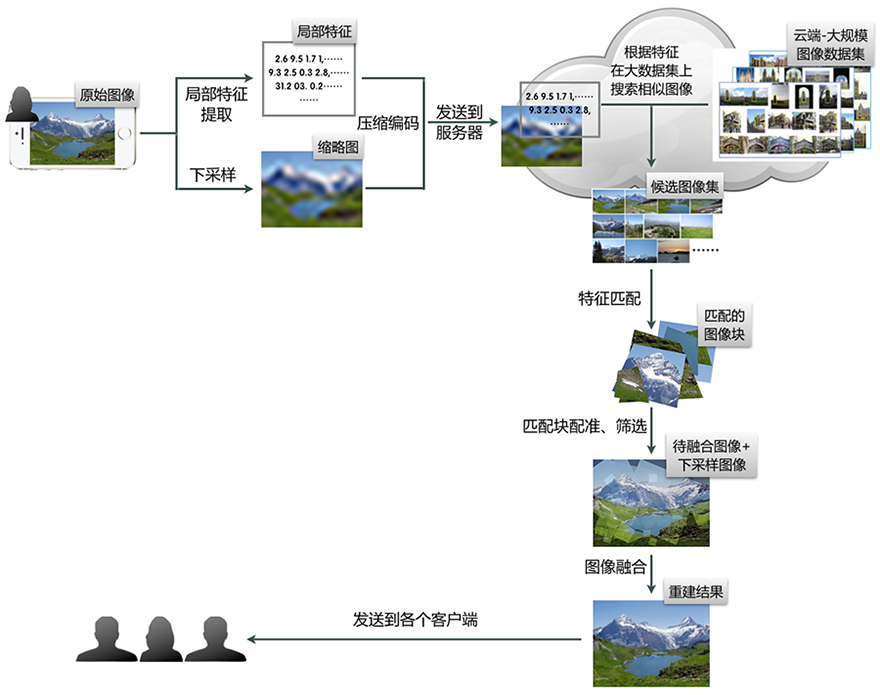 局部特征
2.6 9.5 1.7 1,······
9.3 2.5 0.3 2.8,······
31.2 03. 0.2······
······
原始图像
局部特征
提取
压缩编码
下采样
缩略图
发送到
服务器
2.6 9.5 1.7 1,······
9.3 2.5 0.3 2.8,
······
根据特征
在大数据集上
搜索相似图像
云端-大规模
图像数据集
候选图像集
······
特征匹配
匹配的
图像块
匹配块配准、筛选
待融合图像+
下采样图像
图像融合
重建结果
发送到各个客户端